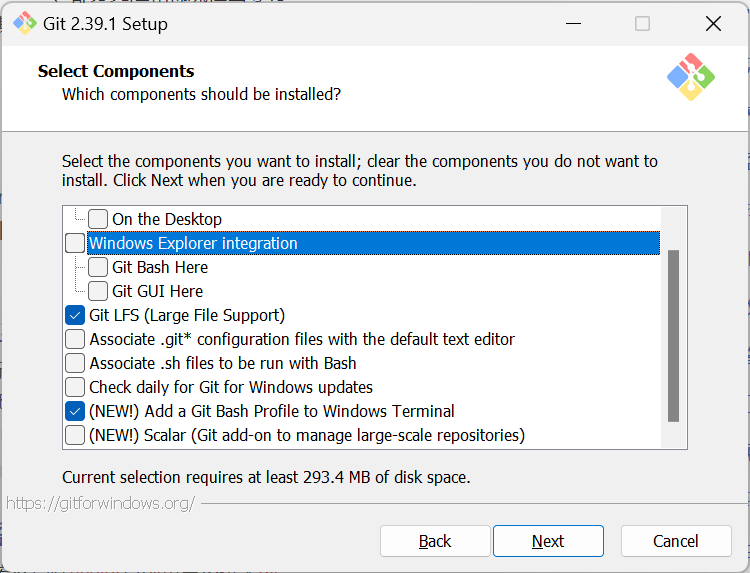 Git 2.39.1 Setup
Select Components
Which components should be installed?
Select the components you want to install; clear the components you do not want to
install. Click Next when you are ready to continue.
On the Desktop
Windows Explorer integration
Git Bash Here
Git GUI Here
Git LFS (Large File Support)
Associate .git* configuration files with the default text editor
Associate .sh files to be run with Bash
Check daily for Git for Windows updates
(NEW!) Add a Git Bash Profile to Windows Terminal
(NEW!) Scalar (Git add-on to manage large-scale repositories)
Current selection requires at least 293.4 MB of disk space.
https://gitforwindows.org/
Back
Next
Cancel